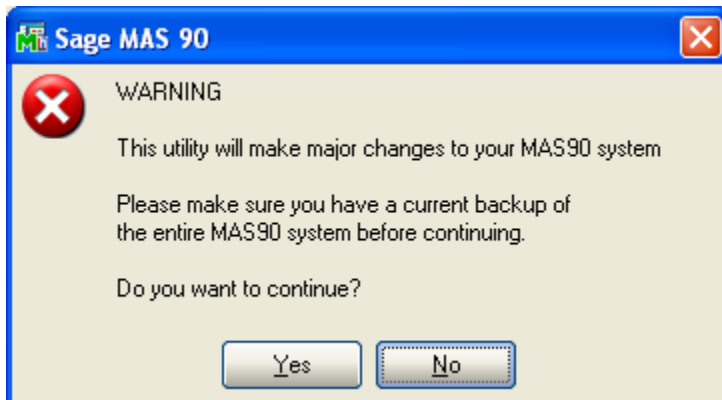 Sage MAS 90
WARNING
This utility will make major changes to your MAS90 system
Please make sure you have a current backup of
the entire MAS90 system before continuing.
Do you want to continue?
Yes
No